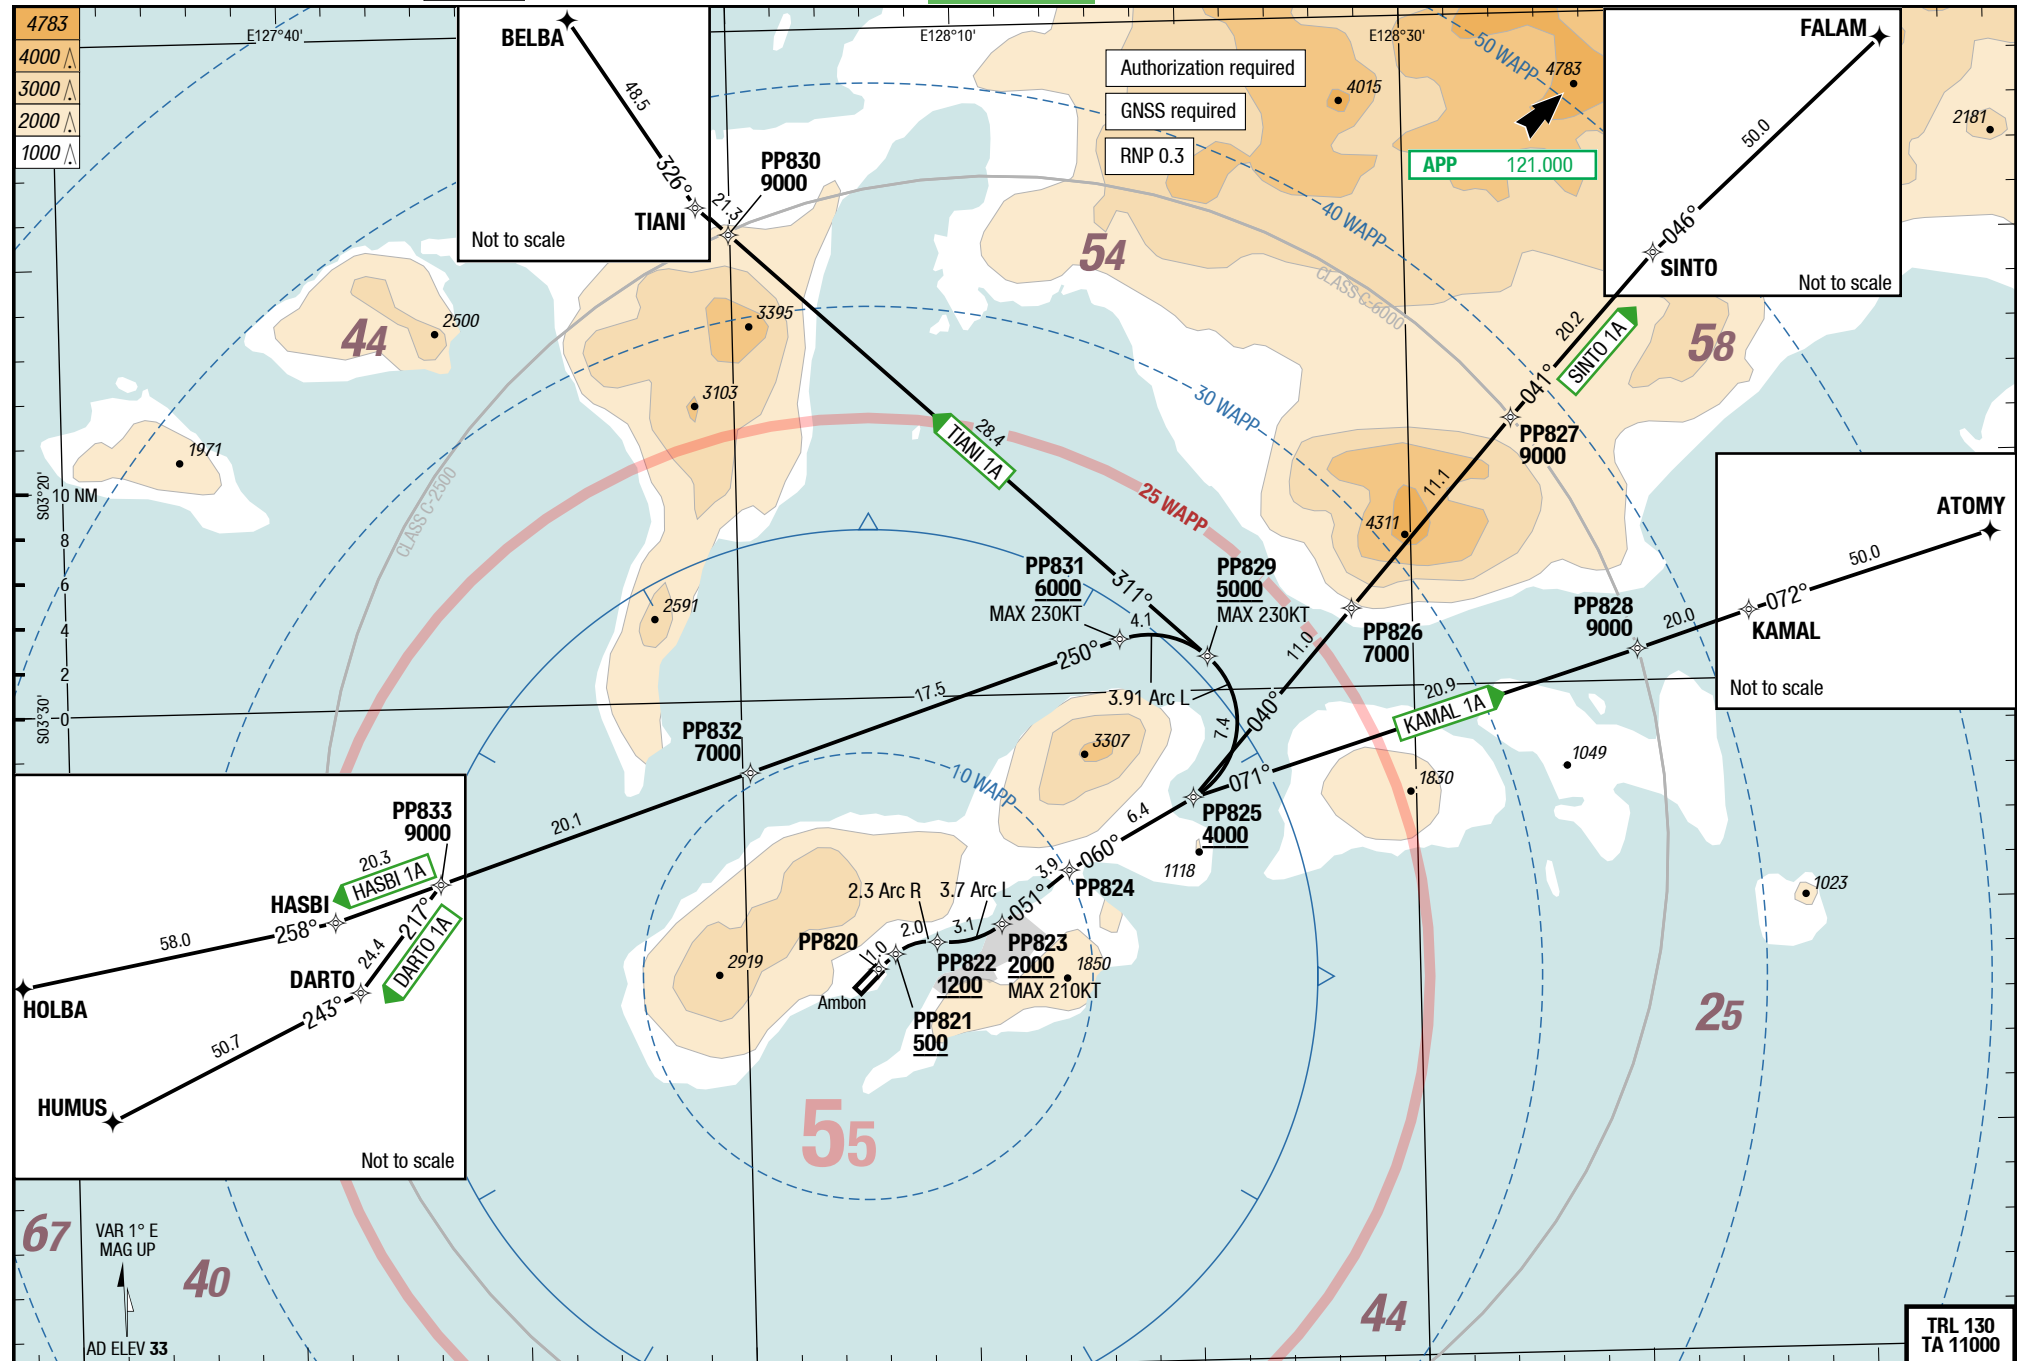 4783
4000
3000
2000
1000
E127°40'
E128°10'
E128°30'
BELBA
48.5
326°
TIANI
Not to scale
21.3
PP830
9000
Authorization required
GNSS required
RNP 0.3
4015
50 WAPP
4783
APP 121.000
FALAM
50.0
046°
SINTO
Not to scale
2181
40 WAPP
54
CLASS C-6000
44
2500
3395
3103
1971
CLASS C-2500
30 WAPP
20.2
SINTO 1A
58
041°
PP827
9000
28.4
TIANI 1A
25 WAPP
11.1
4311
S03°20'
10 NM
8
6
4
2
0
S03°30'
2591
311°
PP831
6000
MAX 230KT
4.1
PP829
5000
MAX 230KT
250°
3.91 Arc L
7.4
11.0
040°
PP826
7000
PP828
9000
20.0
ATOMY
50.0
072°
KAMAL
Not to scale
20.9
KAMAL 1A
071°
17.5
PP832
7000
3307
10 WAPP
1049
1830
PP825
4000
6.4
1118
060°
3.9
PP824
051°
1023
20.1
PP833
9000
20.3
HASBI 1A
HASBI
258°
58.0
HOLBA
217°
24.4
DARTO 1A
DARTO
243°
50.7
HUMUS
Not to scale
2.3 Arc R
3.7 Arc L
2.0
3.1
1.0
PP820
Ambon
2919
PP823
2000
MAX 210KT
1850
PP822
1200
PP821
500
25
55
67
40
44
VAR 1° E
MAG UP
AD ELEV 33
TRL 130
TA 11000